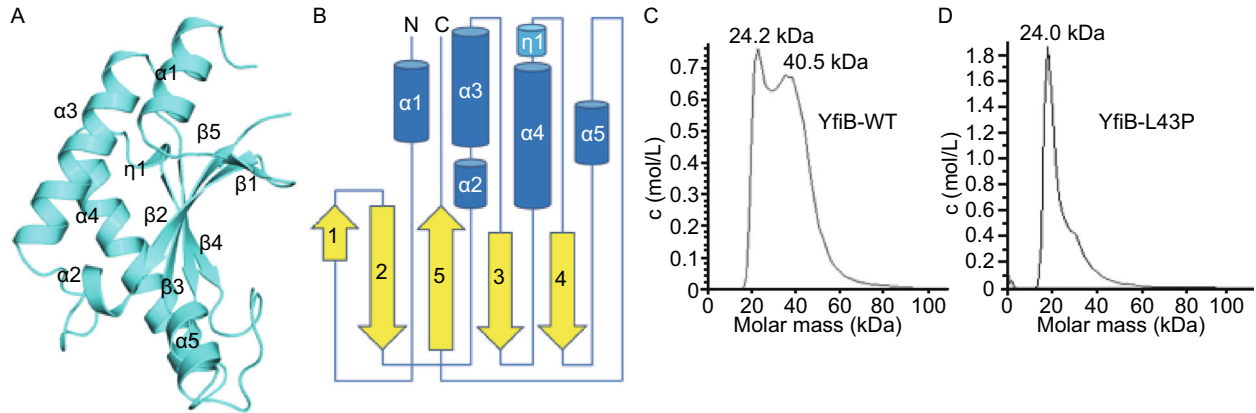 A
α1
α3
β5
η1
β1
β2
α4
β4
α2
β3
α5
B
N
C
η1
α3
α1
α4
α5
α2
1
2
5
3
4
C
24.2 kDa
40.5 kDa
0.7
0.6
YfiB-WT
0.5
0.4
0.3
0.2
0.1
0
c (mol/L)
0 20 40 60 80 100
Molar mass (kDa)
D
24.0 kDa
1.8
1.6
1.4
YfiB-L43P
1.2
1
0.8
0.6
0.4
0.2
0
c (mol/L)
0 20 40 60 80 100
Molar mass (kDa)